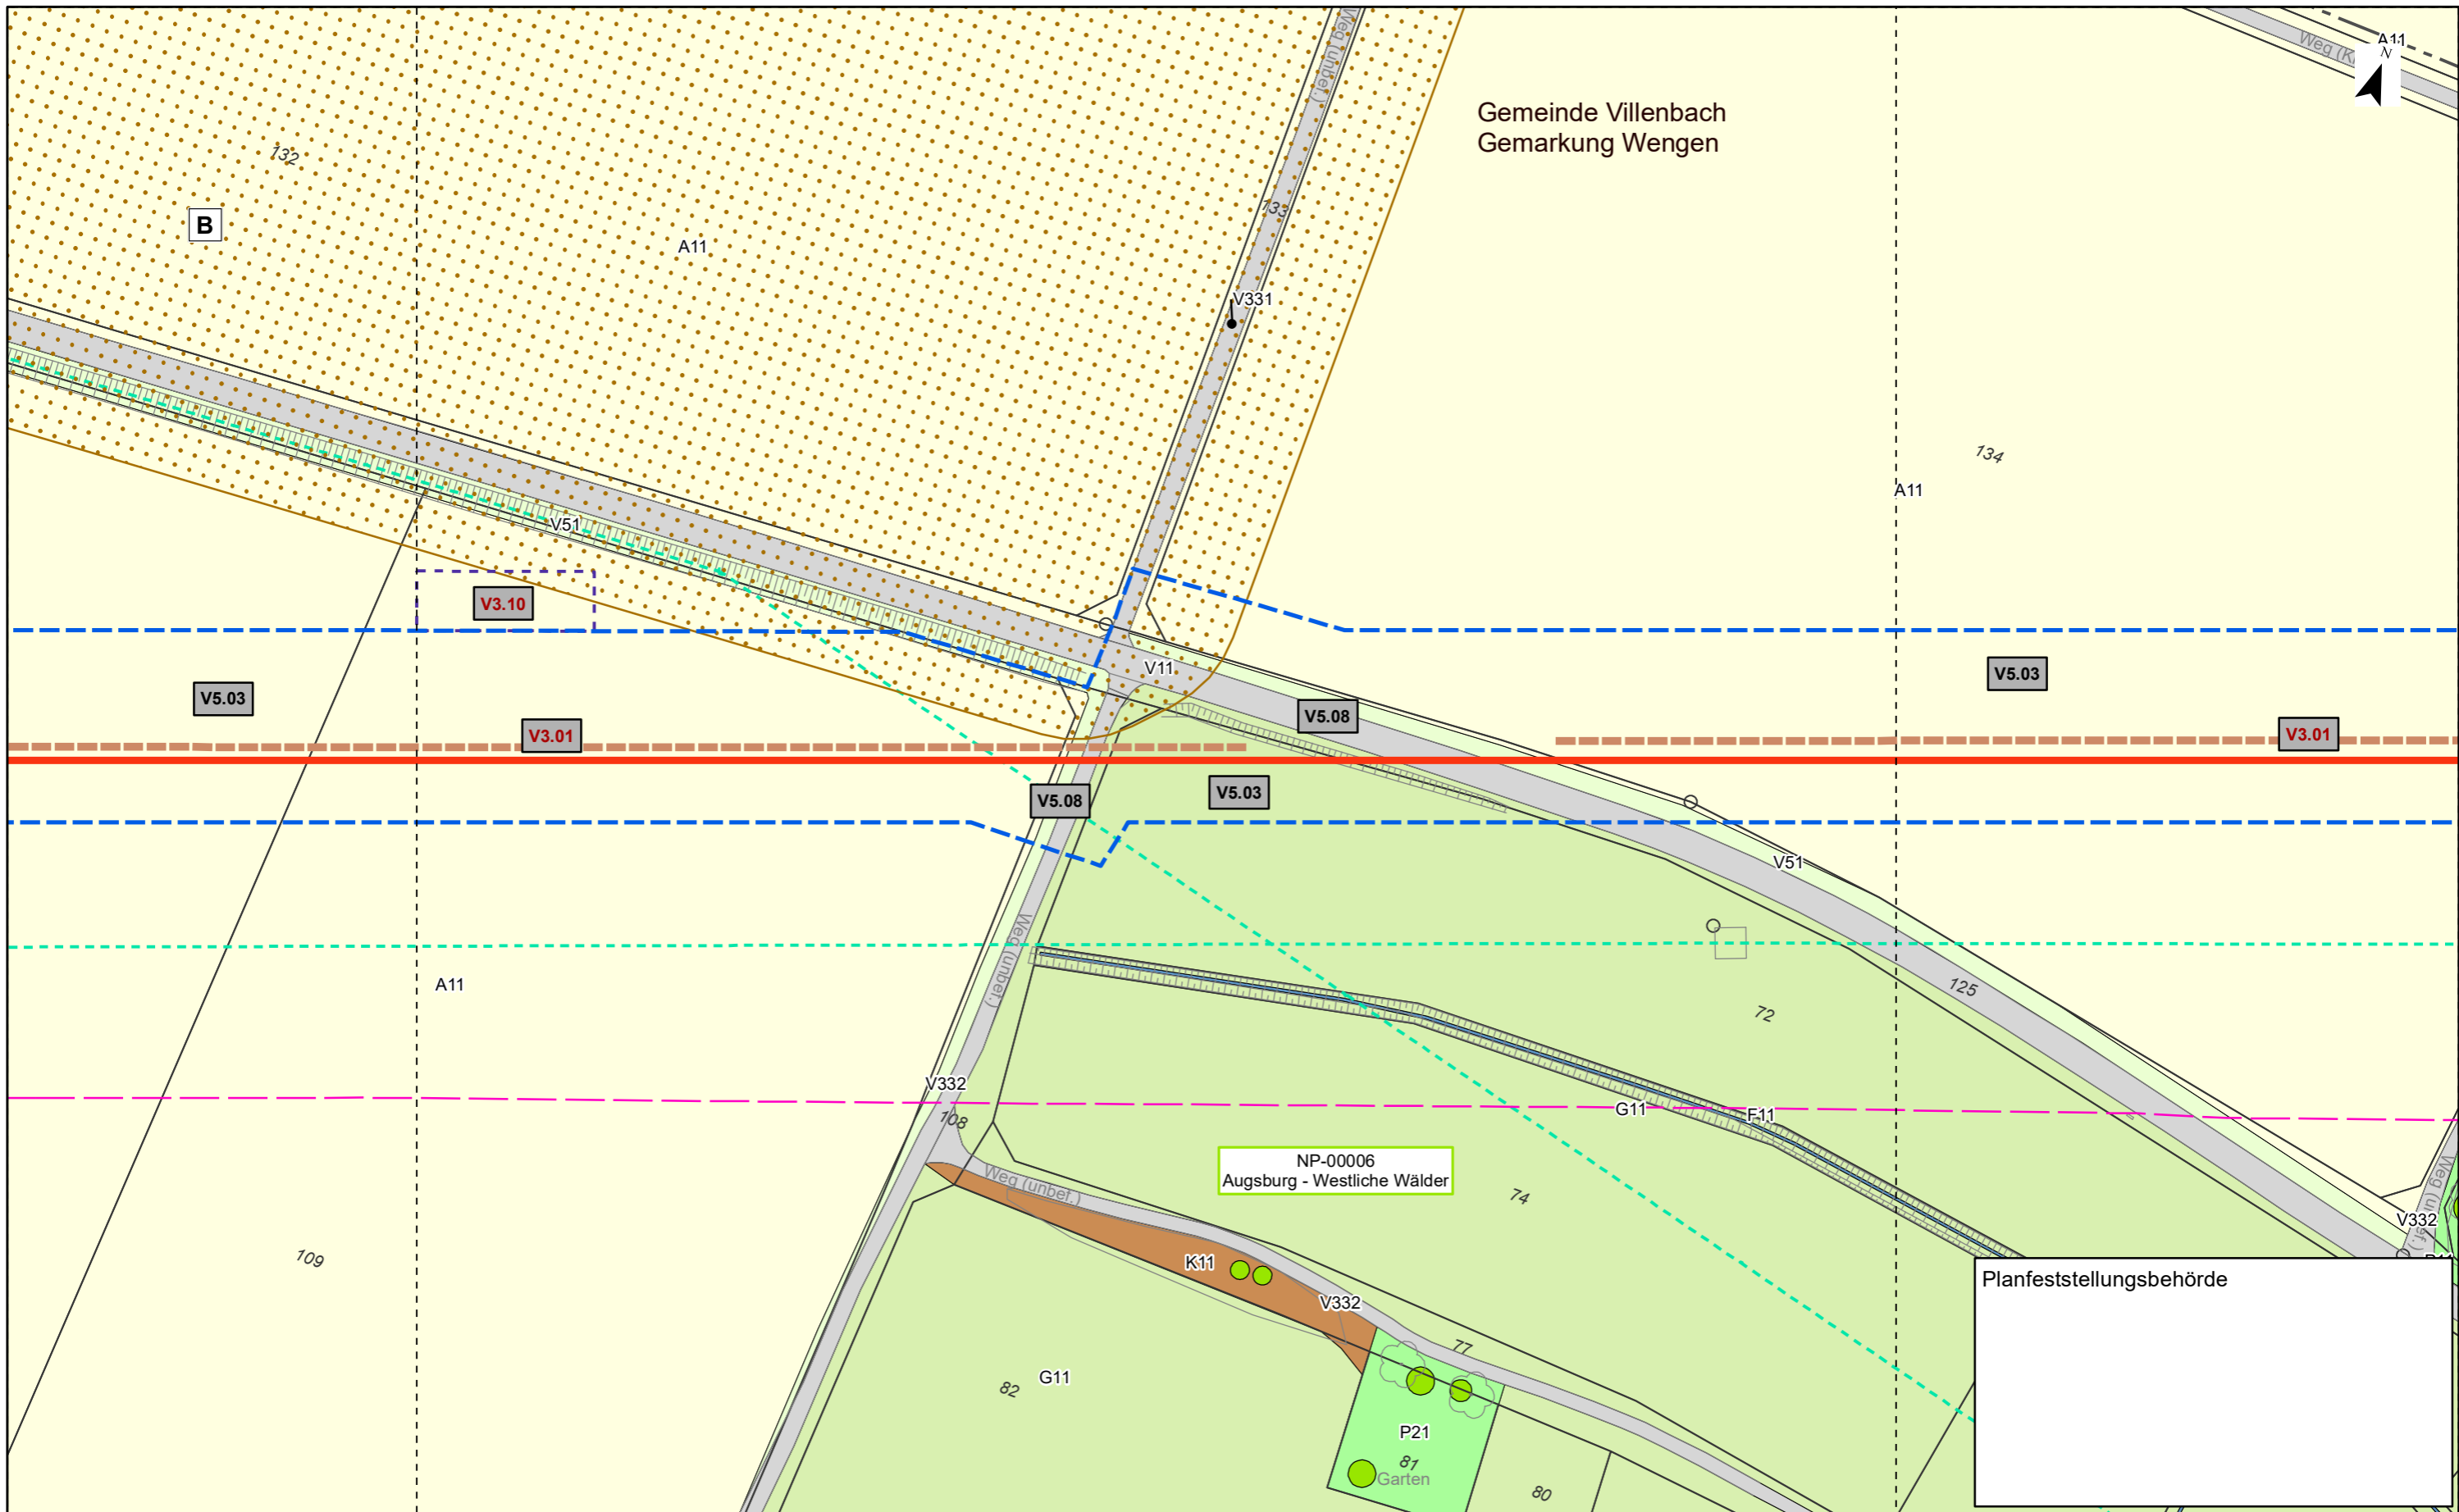 Weg (unbef.)
A11
N
Gemeinde Villenbach
Gemarkung Wengen
132
133
B
A11
V331
134
A11
V51
V3.10
V11
V5.03
V5.03
V5.08
V3.01
V3.01
V5.03
V5.08
V51
Weg (unbef.)
A11
125
72
V332
108
G11
F11
NP-00006
Augsburg - Westliche Wälder
Weg (unbef.)
74
V332
109
K11
V332
Planfeststellungsbehörde
77
G11
82
P21
81
Garten
80